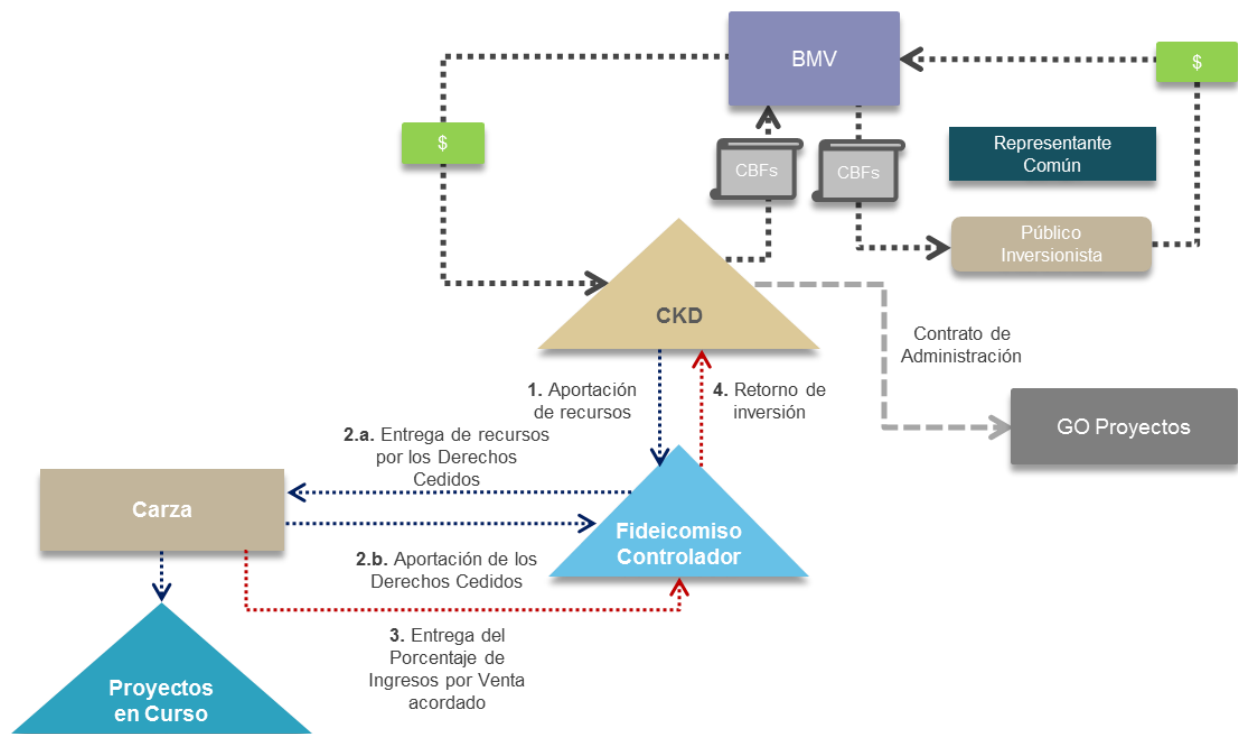 BMV
$
$
CBFs
CBFs
Representante
Común
Público
Inversionista
CKD
Contrato de
Administración
1. Aportación
de recursos
4. Retorno de
inversión
GO Proyectos
2.a. Entrega de recursos
por los Derechos
Cedidos
Carza
Fideicomiso
Controlador
2.b. Aportación de los
Derechos Cedidos
3. Entrega del
Porcentaje de
Ingresos por Venta
acordado
Proyectos
en Curso